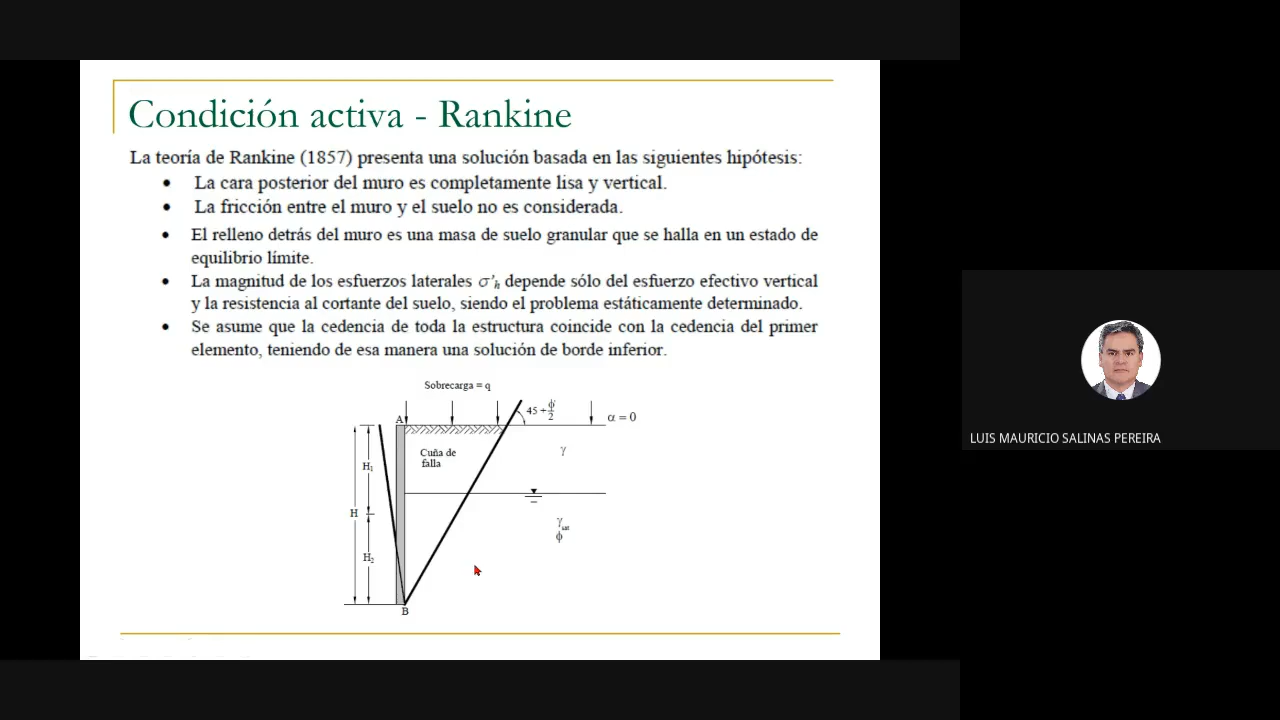 Condición activa - Rankine
La teoría de Rankine (1857) presenta una solución basada en las siguientes hipótesis:
• La cara posterior del muro es completamente lisa y vertical.
• La fricción entre el muro y el suelo no es considerada.
• El relleno detrás del muro es una masa de suelo granular que se halla en un estado de
equilibrio límite.
• La magnitud de los esfuerzos laterales σ'h depende sólo del esfuerzo efectivo vertical
y la resistencia al cortante del suelo, siendo el problema estáticamente determinado.
• Se asume que la cedencia de toda la estructura coincide con la cedencia del primer
elemento, teniendo de esa manera una solución de borde inferior.
Sobrecarga = q
45 + ϕ/2
α = 0
A
Cuña de
falla
γ
H₁
H
γsat
ϕ
H₂
B
LUIS MAURICIO SALINAS PEREIRA